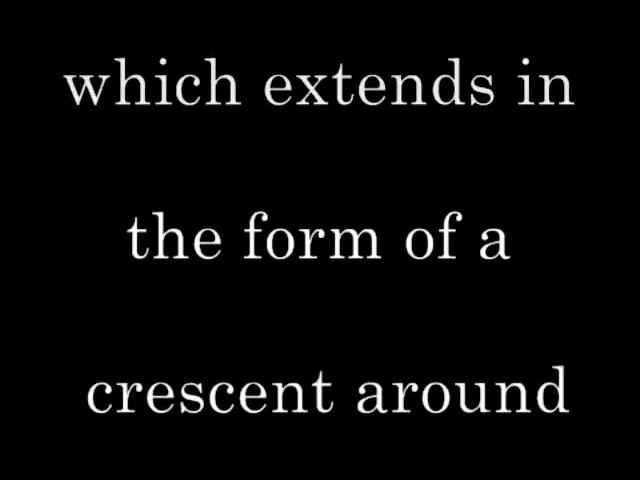 which extends in
the form of a
crescent around